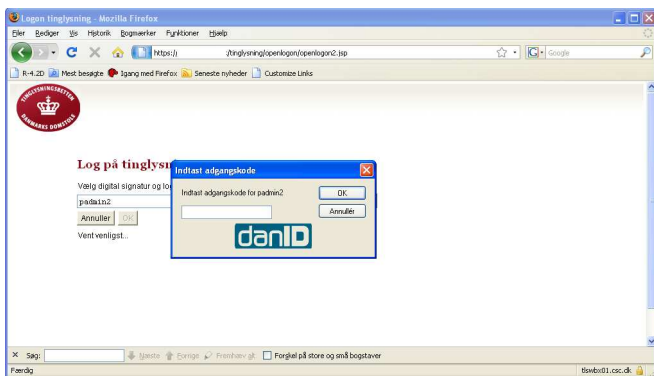 Logon tinglysning - Mozilla Firefox
Filer Rediger Vis Historik Bogmærker Funktioner Hjælp
https:// /tinglysning/openlogon/openlogon2.jsp
Google
R-4.2D Mest besøgte Igang med Firefox Seneste nyheder Customize Links
TINGLYSNINGSRETTEN
DANMARKS DOMSTOLE
Log på tinglysn
Vælg digital signatur og lo
padmin2
Annuller OK
Vent venligst...
Indtast adgangskode
Indtast adgangskode for padmin2
OK
Annullér
danID
Søg: Næste Forrige Fremhæv alt Forskel på store og små bogstaver
Færdig
tlswbx01.csc.dk